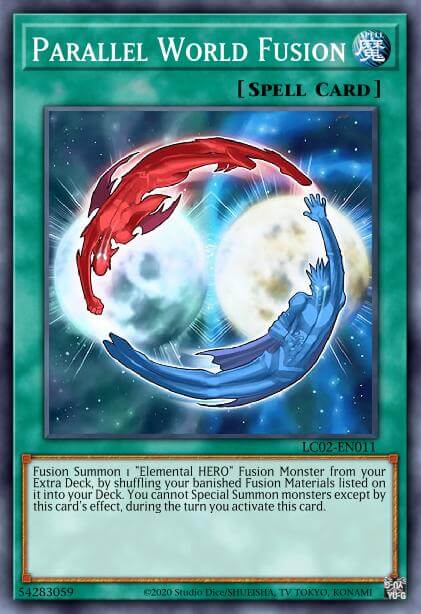 PARALLEL WORLD FUSION
SPELL
魔
[SPELL CARD]
LC02-EN011
Fusion Summon 1 "Elemental HERO" Fusion Monster from your
Extra Deck, by shuffling your banished Fusion Materials listed on
it into your Deck. You cannot Special Summon monsters except by
this card's effect, during the turn you activate this card.
54283059
©2020 Studio Dice/SHUEISHA, TV TOKYO, KONAMI